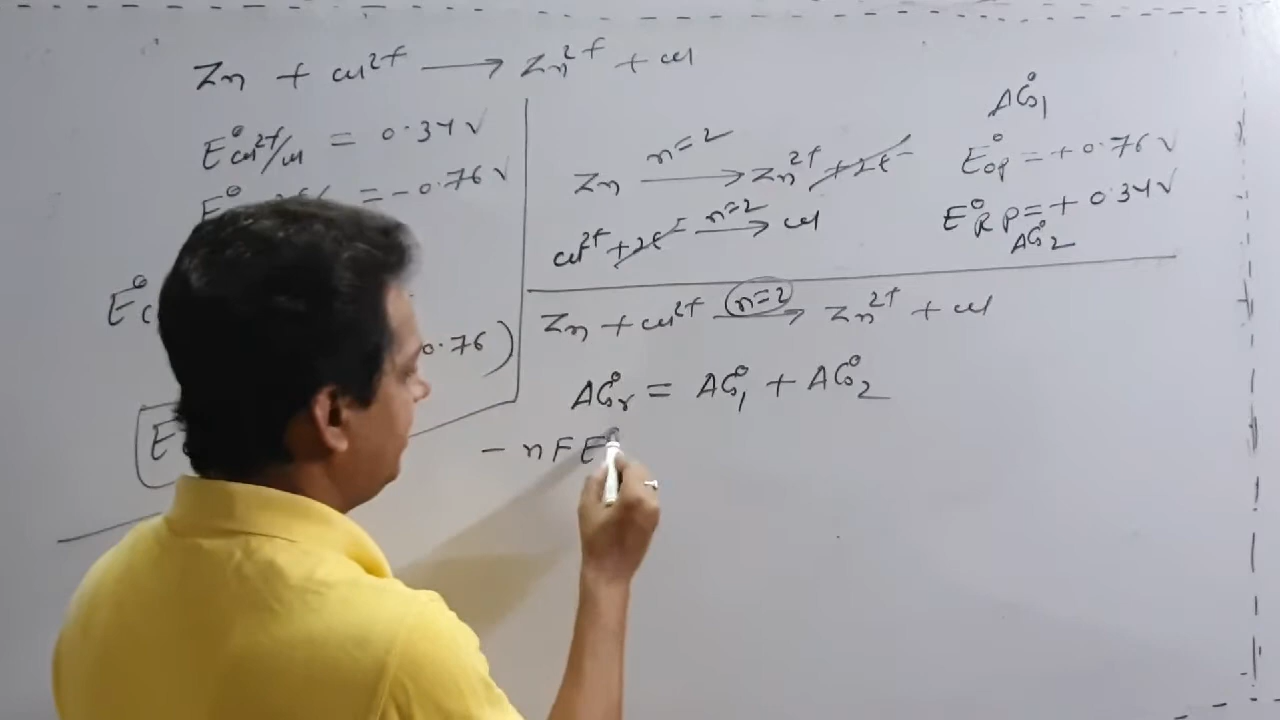 Zn + Cu²⁺ ⟶ Zn²⁺ + Cu
E°Cu²⁺/Cu = 0.34 V
E° = -0.76 V
E°
0.76)
E
Zn ⟶ n=2 Zn²⁺ + 2e⁻
Cu²⁺ + 2e⁻ ⟶ n=2 Cu
ΔG°₁
E°OP = +0.76 V
E°RP = +0.34 V
ΔG°₂
Zn + Cu²⁺ ⟶ n=2 Zn²⁺ + Cu
ΔG°r = ΔG°₁ + ΔG°₂
- nFE°